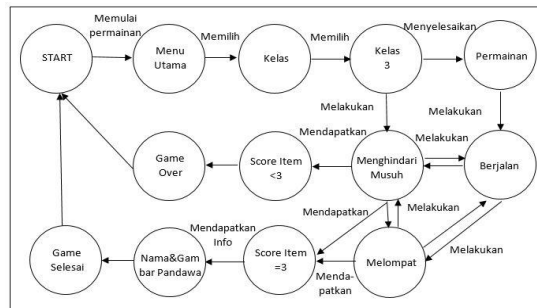 Memulai
permainan
Memilih
Memilih
Menyelesaikan
START
Menu
Utama
Kelas
Kelas
3
Permainan
Melakukan
Melakukan
Mendapatkan
Melakukan
Game
Over
Score Item
<3
Menghindari
Musuh
Berjalan
Mendapatkan
Melakukan
Mendapatkan
Info
Melakukan
Game
Selesai
Nama&Gam
bar Pandawa
Score Item
=3
Melompat
Menda-
patkan